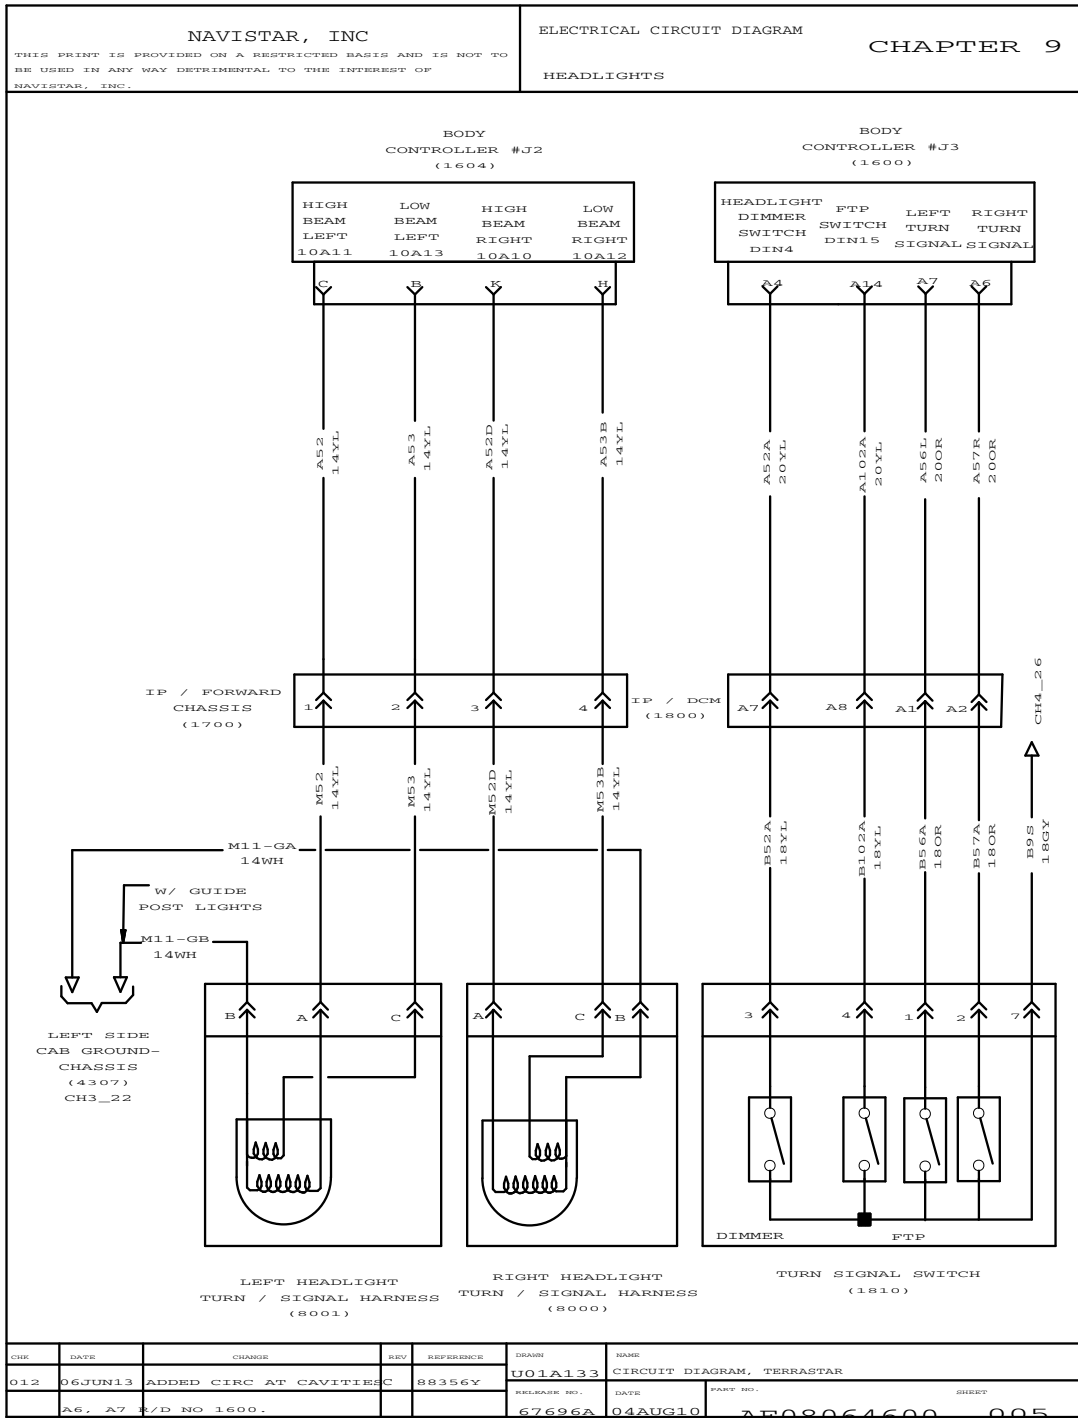 NAVISTAR, INC
THIS PRINT IS PROVIDED ON A RESTRICTED BASIS AND IS NOT TO
BE USED IN ANY WAY DETRIMENTAL TO THE INTEREST OF
NAVISTAR, INC.
ELECTRICAL CIRCUIT DIAGRAM
HEADLIGHTS
CHAPTER 9
BODY
CONTROLLER #J2
(1604)
BODY
CONTROLLER #J3
(1600)
HIGH
BEAM
LEFT
10A11
LOW
BEAM
LEFT
10A13
HIGH
BEAM
RIGHT
10A10
LOW
BEAM
RIGHT
10A12
HEADLIGHT
DIMMER
SWITCH
DIN4
FTP
SWITCH
DIN15
LEFT
TURN
SIGNAL
RIGHT
TURN
SIGNAL
C
B
K
H
A4
A14
A7
A6
A52
14YL
A53
14YL
A52D
14YL
A53B
14YL
A52A
20YL
A102A
20YL
A56L
20OR
A57R
20OR
IP / FORWARD
CHASSIS
(1700)
1
2
3
4
IP / DCM
(1800)
A7
A8
A1
A2
CH4_26
M52
14YL
M53
14YL
M52D
14YL
M53B
14YL
B52A
18YL
B102A
18YL
B56A
18OR
B57A
18OR
B9S
18GY
M11-GA
14WH
W/ GUIDE
POST LIGHTS
M11-GB
14WH
LEFT SIDE
CAB GROUND-
CHASSIS
(4307)
CH3_22
B
A
C
A
C
B
3
4
1
2
7
DIMMER
FTP
LEFT HEADLIGHT
TURN / SIGNAL HARNESS
(8001)
RIGHT HEADLIGHT
TURN / SIGNAL HARNESS
(8000)
TURN SIGNAL SWITCH
(1810)
CHK
DATE
CHANGE
REV
REFERENCE
012
06JUN13
ADDED CIRC AT CAVITIES
C
88356Y
A6, A7 R/D NO 1600.
DRAWN
U01A133
NAME
CIRCUIT DIAGRAM, TERRASTAR
RELEASE NO.
67696A
DATE
04AUG10
PART NO.
AF08064600
SHEET
005